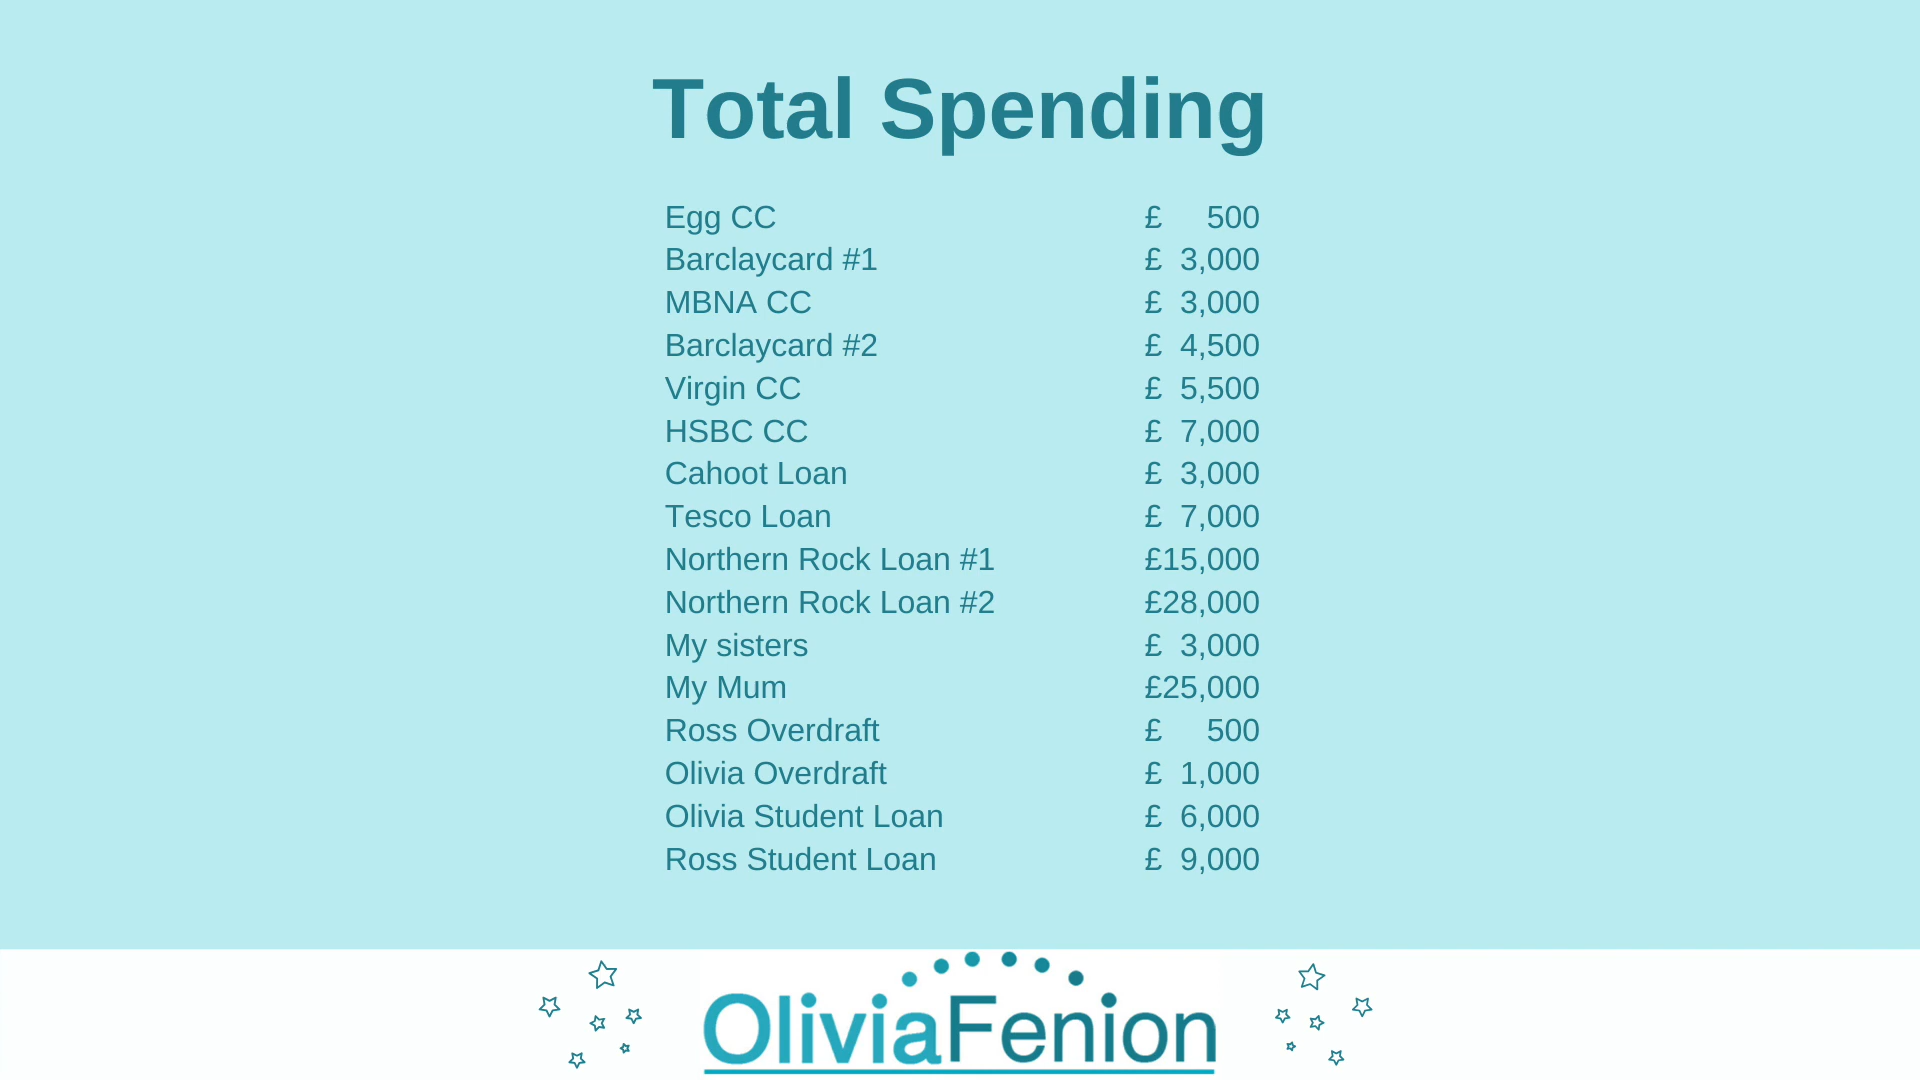 Total Spending
Egg CC £ 500
Barclaycard #1 £ 3,000
MBNA CC £ 3,000
Barclaycard #2 £ 4,500
Virgin CC £ 5,500
HSBC CC £ 7,000
Cahoot Loan £ 3,000
Tesco Loan £ 7,000
Northern Rock Loan #1 £15,000
Northern Rock Loan #2 £28,000
My sisters £ 3,000
My Mum £25,000
Ross Overdraft £ 500
Olivia Overdraft £ 1,000
Olivia Student Loan £ 6,000
Ross Student Loan £ 9,000
OliviaFenion